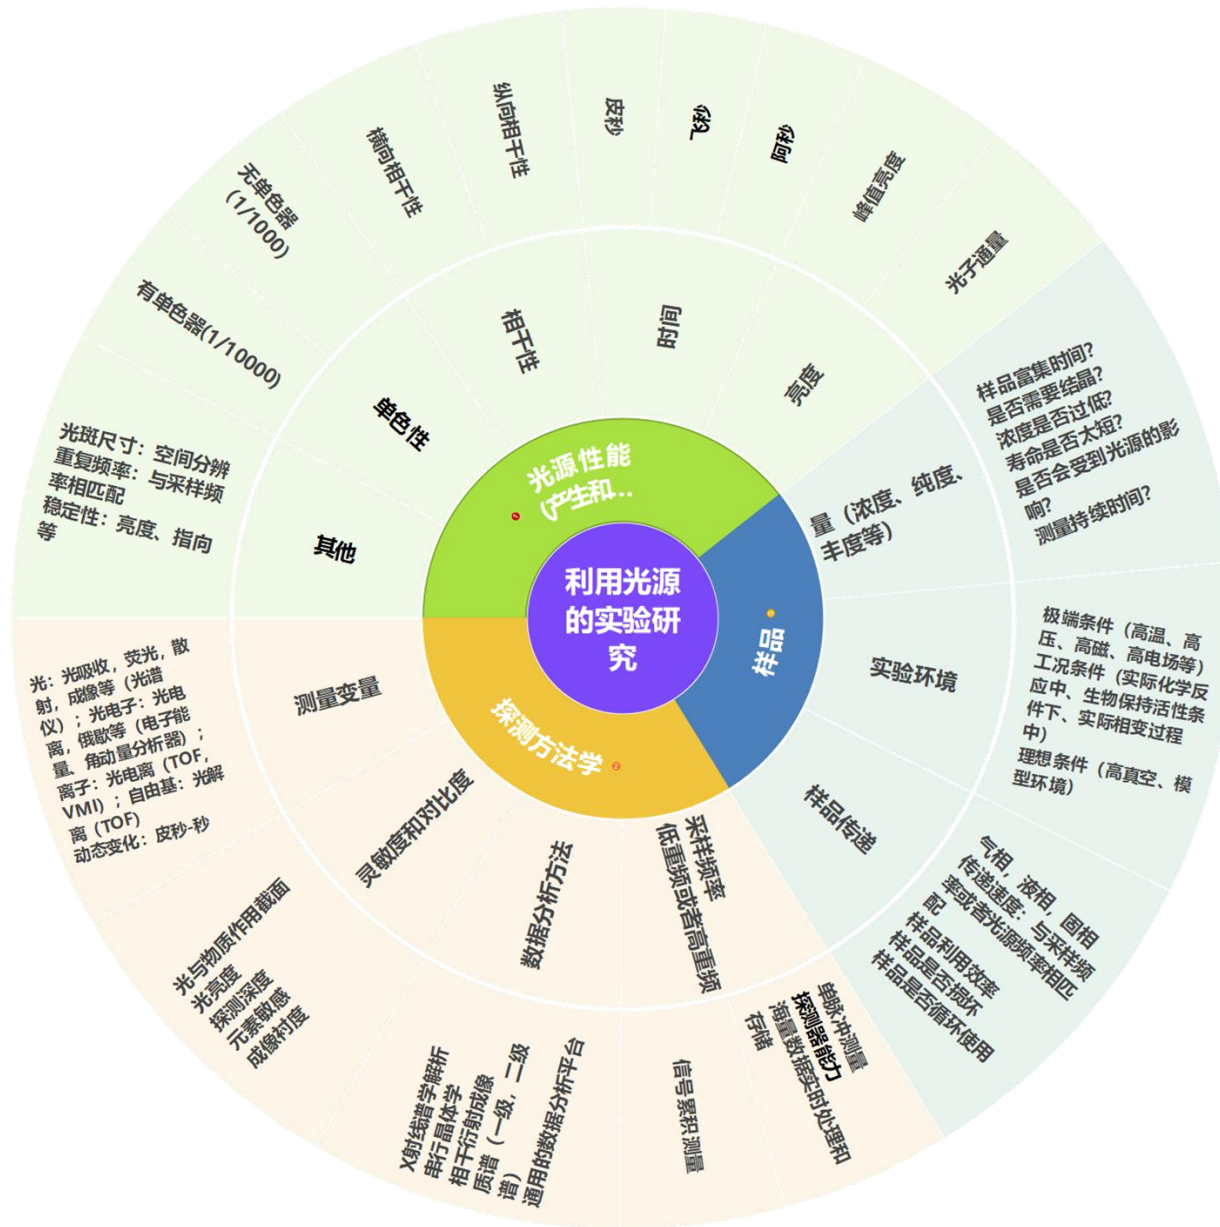 利用光源
的实验研
究
光源性能
(产生和...
其他
光斑尺寸：空间分辨
重复频率：与采样频
率相匹配
稳定性：亮度、指向
等
单色性
有单色器(1/10000)
无单色器
(1/1000)
相干性
横向相干性
纵向相干性
时间
皮秒
飞秒
阿秒
亮度
峰值亮度
光子通量
样品
量（浓度、纯度、
丰度等）
样品富集时间？
是否需要结晶？
浓度是否过低？
寿命是否太短？
是否会受到光源的影
响？
测量持续时间？
实验环境
极端条件（高温、高
压、高磁、高电场等）
工况条件（实际化学反
应中、生物保持活性条
件下、实际相变过程
中）
理想条件（高真空、模
型环境）
样品传递
气相，液相，固相
传递速度：与采样频
率或者光源频率相匹
配
样品利用效率
样品是否损坏
样品是否循环使用
探测方法学
采样频率
低重频或者高重频
单脉冲测量
探测器能力
海量数据实时处理和
存储
信号累积测量
数据分析方法
X射线谱学解析
串行晶体学
相干衍射成像
质谱（一级，二级
谱）
通用的数据分析平台
灵敏度和对比度
光与物质作用截面
光亮度
探测深度
元素敏感
成像衬度
测量变量
光：光吸收，荧光，散
射，成像等（光谱
仪）；光电子：光电
离，俄歇等（电子能
量、角动量分析器）；
离子：光电离（TOF，
VMI）；自由基：光解
离（TOF）
动态变化：皮秒-秒